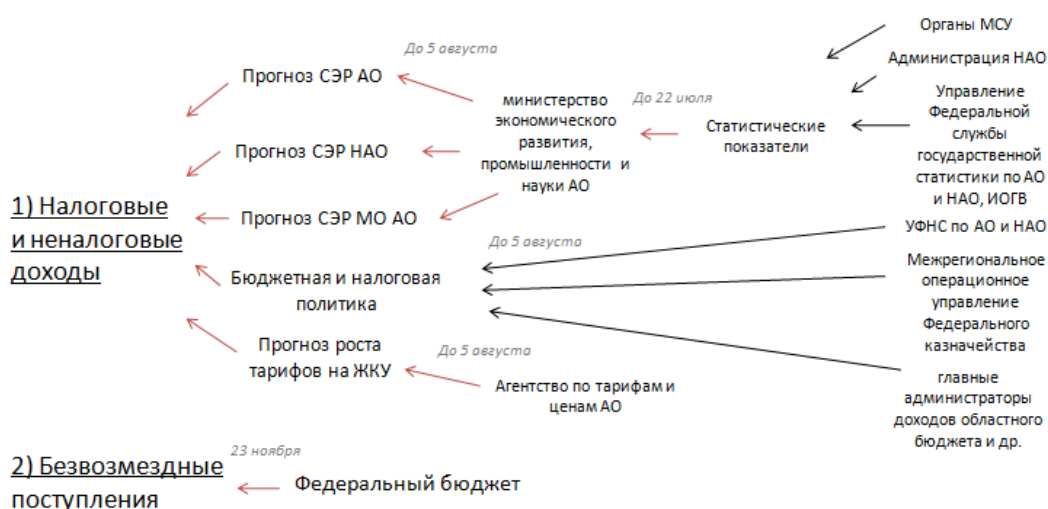 Органы МСУ
До 5 августа
Администрация НАО
Прогноз СЭР АО
министерство
экономического
развития,
промышленности и
науки АО
До 22 июля
Статистические
показатели
Управление
Федеральной
службы
государственной
статистики по АО
и НАО, ИОГВ
Прогноз СЭР НАО
1) Налоговые
и неналоговые
доходы
Прогноз СЭР МО АО
УФНС по АО и НАО
До 5 августа
Бюджетная и налоговая
политика
Межрегиональное
операционное
управление
Федерального
казначейства
Прогноз роста
тарифов на ЖКУ
До 5 августа
Агентство по тарифам и
ценам АО
главные
администраторы
доходов областного
бюджета и др.
2) Безвозмездные
поступления
23 ноября
Федеральный бюджет